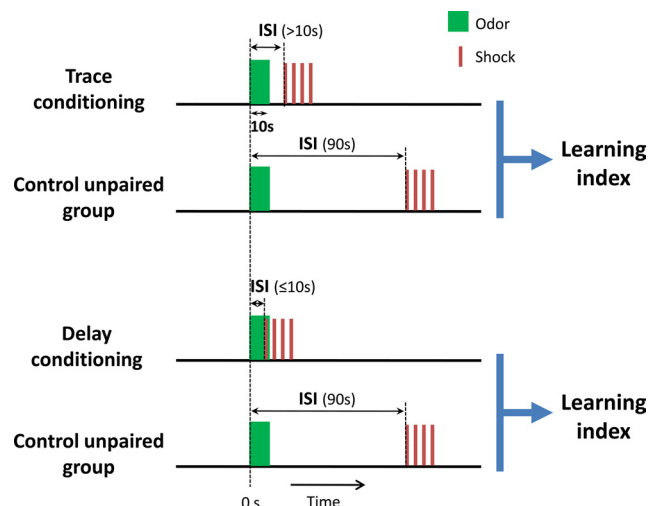 ISI (>10s)
Odor
Shock
Trace
conditioning
10s
ISI (90s)
Learning
index
Control unpaired
group
ISI (≤10s)
Delay
conditioning
ISI (90s)
Learning
index
Control unpaired
group
0 s
Time